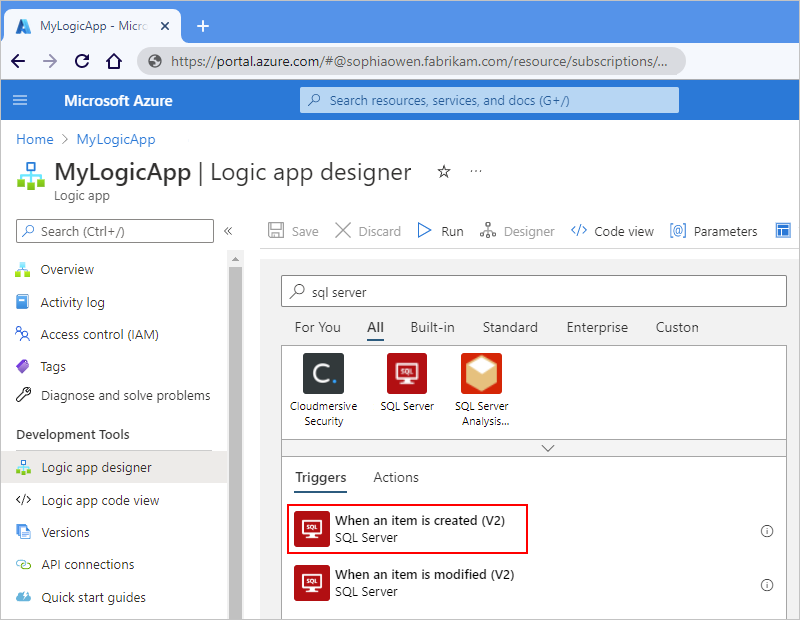 MyLogicApp - Micr
https://portal.azure.com/#@sophiaowen.fabrikam.com/resource/subscriptions/...
Microsoft Azure
Search resources, services, and docs (G+/)
Home > MyLogicApp
MyLogicApp | Logic app designer
Logic app
Search (Ctrl+/)
«
Overview
Activity log
Access control (IAM)
Tags
Diagnose and solve problems
Development Tools
Logic app designer
Logic app code view
Versions
API connections
Quick start guides
Save
Discard
Run
Designer
Code view
Parameters
sql server
For You
All
Built-in
Standard
Enterprise
Custon
C.
Cloudmersive
Security
SQL
SQL Server
SQL Server
Analysis...
Triggers
Actions
SQL
When an item is created (V2)
SQL Server
SQL
When an item is modified (V2)
SQL Server